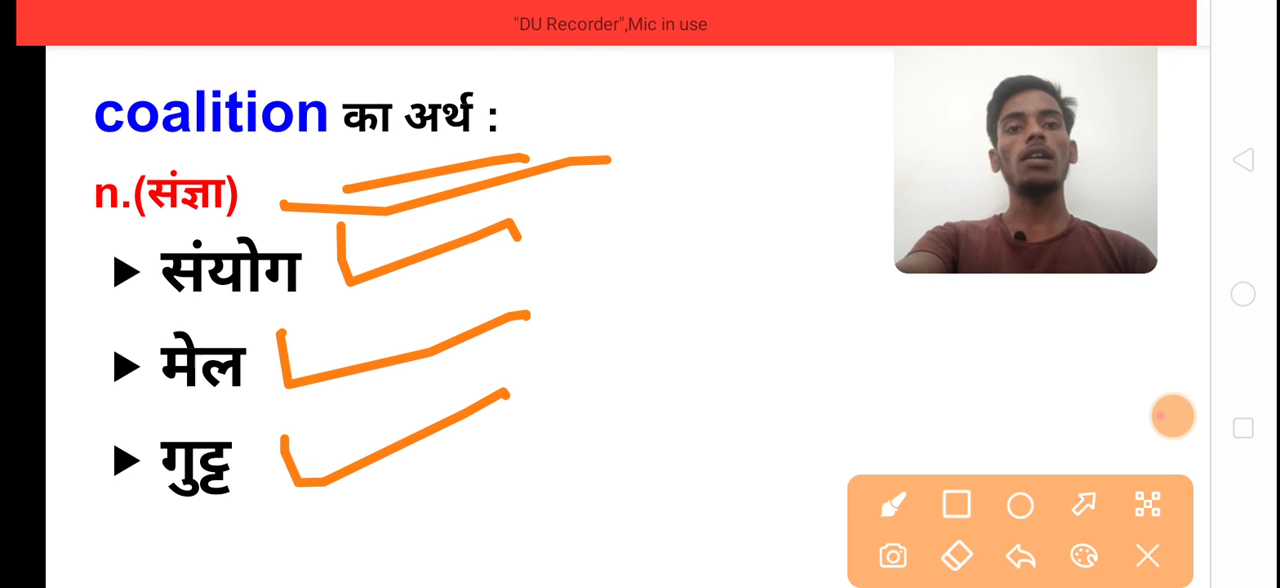 "DU Recorder",Mic in use
coalition का अर्थ :
n.(संज्ञा)
▶ संयोग
▶ मेल
▶ गुट्ट